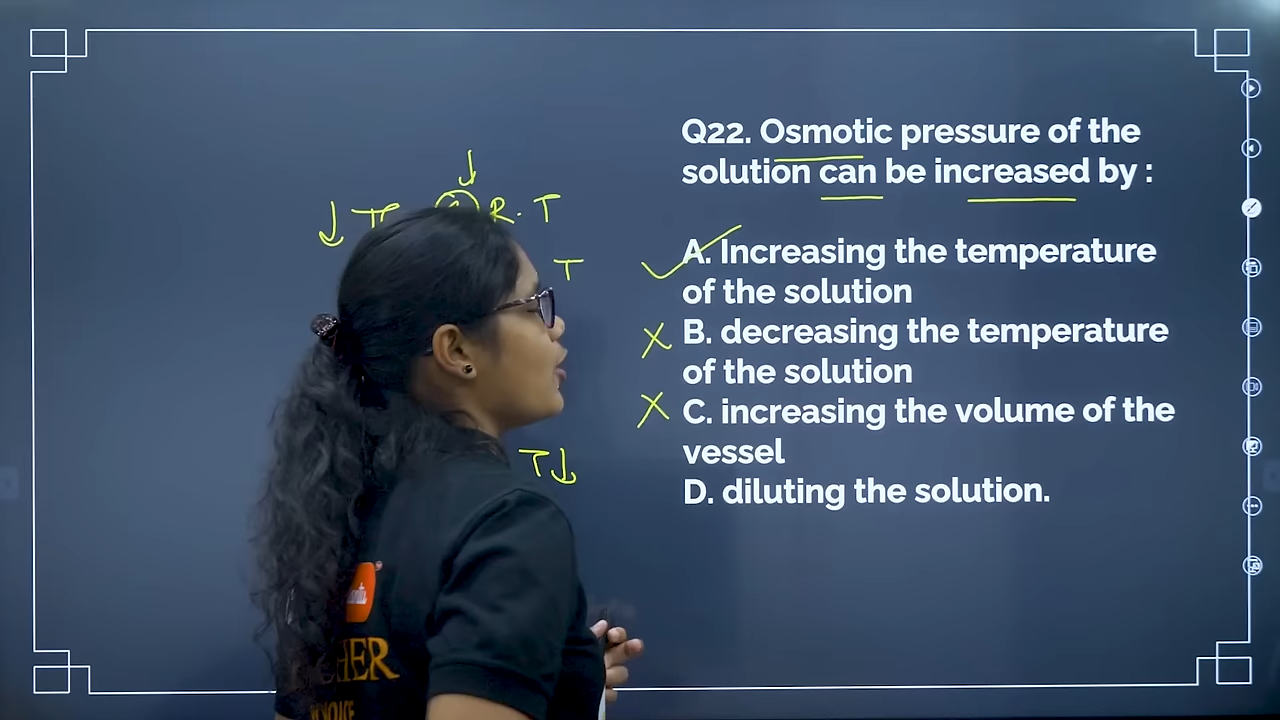 Q22. Osmotic pressure of the
solution can be increased by :
A. Increasing the temperature
of the solution
B. decreasing the temperature
of the solution
C. increasing the volume of the
vessel
D. diluting the solution.
↓ R. T
T
T↓